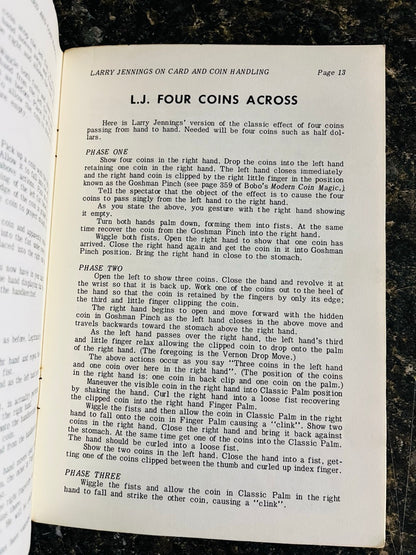 LARRY JENNINGS ON CARD AND COIN HANDLING Page 13
L.J. FOUR COINS ACROSS
Here is Larry Jennings' version of the classic effect of four coins
passing from hand to hand. Needed will be four coins such as half dol-
lars.
PHASE ONE
Show four coins in the right hand. Drop the coins into the left hand
retaining one coin in the right hand. The left hand closes immediately
and the right hand coin is clipped by the right little finger in the position
known as the Goshman Pinch (see page 359 of Bobo's Modern Coin Magic.)
Tell the spectator that the object of the effect is to cause the four
coins to pass singly from the left hand to the right hand.
As you state the above, you gesture with the right hand showing
it empty.
Turn both hands palm down, forming them into fists. At the same
time recover the coin from the Goshman Pinch into the right hand.
Wiggle both fists. Open the right hand to show that one coin has
arrived. Close the right hand again and get the coin in it into Goshman
Pinch position. Bring the right hand in close to the stomach.
PHASE TWO
Open the left to show three coins. Close the hand and revolve it at
the wrist so that it is back up. Work one of the coins out to the heel of
the hand so that the coin is retained by the fingers by only its edge;
the third and little finger clipping the coin.
The right hand begins to open and move forward with the hidden
coin in Goshman Pinch as the left hand closes in the above move and
travels backwards toward the stomach above the right hand.
As the left hand passes over the right hand, the left hand's third
and little finger relax allowing the clipped coin to drop onto the palm
of the right hand. (The foregoing is the Vernon Drop Move.)
The above actions occur as you say "Three coins in the left hand
and one coin over here in the right hand". (The position of the coins
in the right hand is; one coin in back clip and one coin on the palm.)
Maneuver the visible coin in the right hand into Classic Palm position
by shaking the hand. Curl the right hand into a loose fist recovering
the clipped coin into the right hand Finger Palm.
Wiggle the fists and then allow the coin in Classic Palm in the right
hand to fall onto the coin in Finger Palm causing a "clink". Show two
coins in the right hand. Close the right hand and bring it back against
the stomach. At the same time get one of the coins into the Classic Palm.
The hand should be curled into a loose fist.
Show the two coins in the left hand. Close the hand into a fist, get-
ting one of the coins clipped between the thumb and curled up index finger.
PHASE THREE
Wiggle the fists and allow the coin in Classic Palm in the right
hand to fall and strike the other coin, causing a "clink".